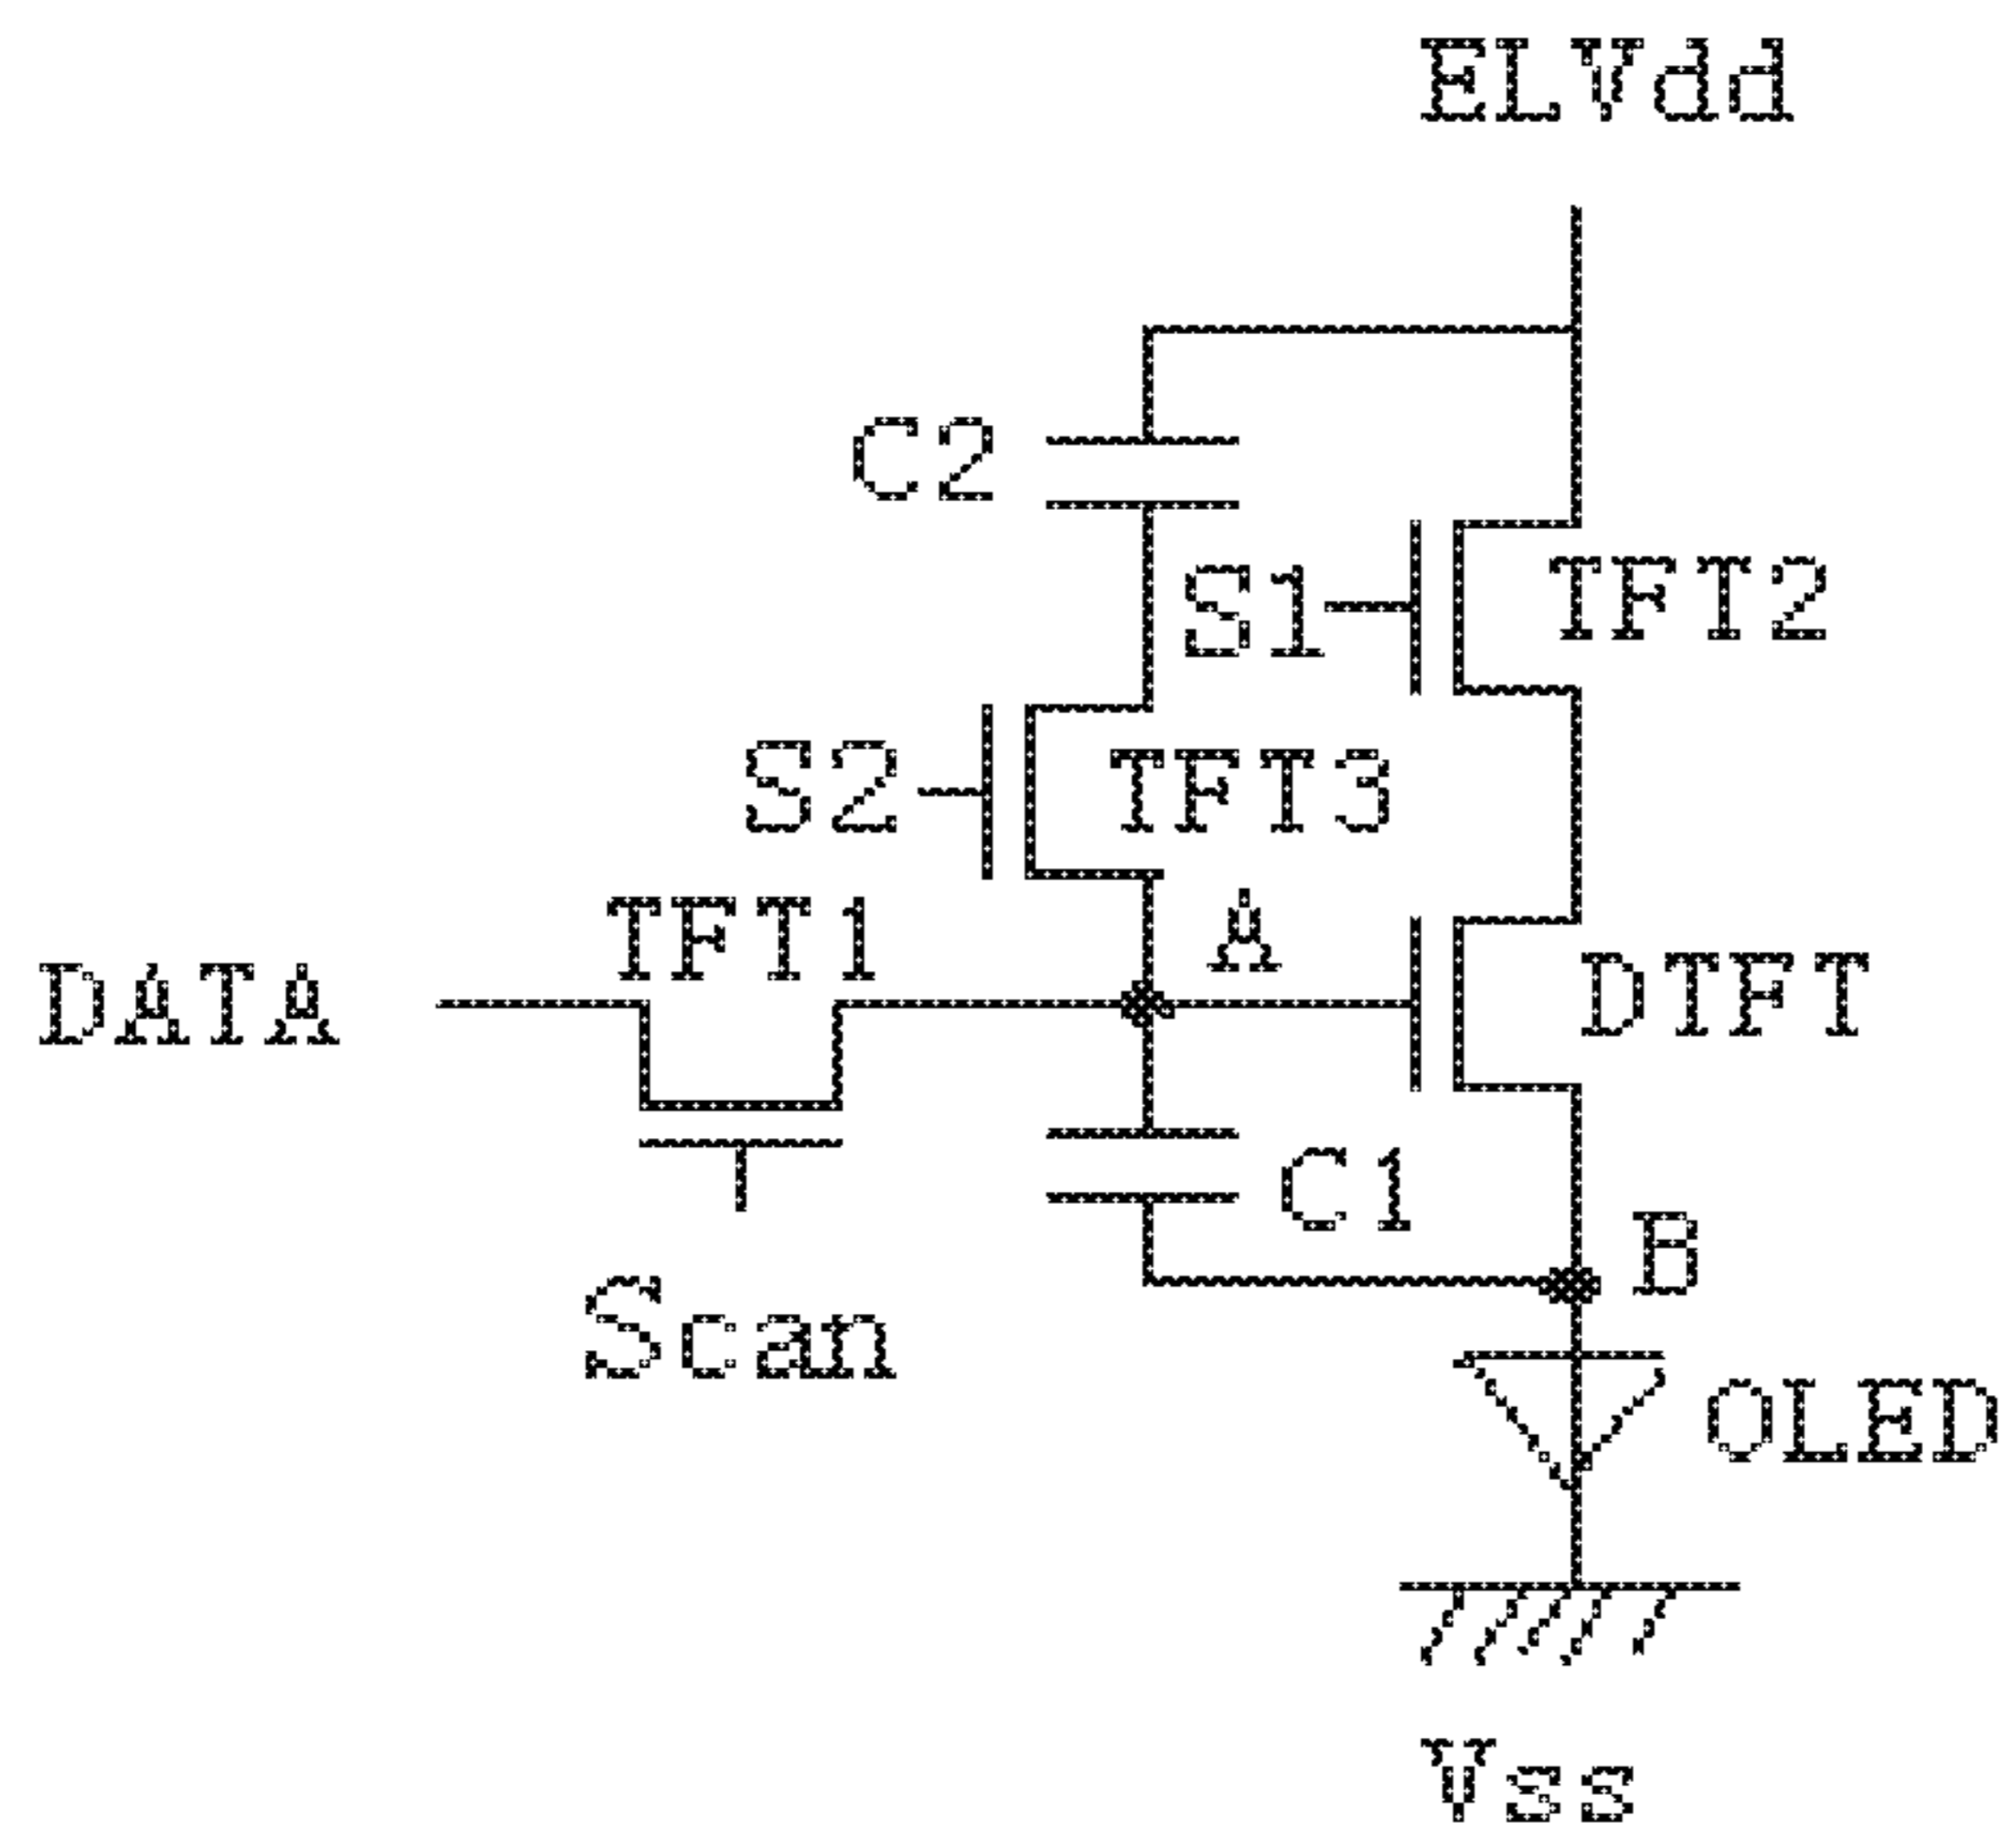 ELVdd
C2
S1
TFT2
S2
TFT3
TFT1
A
DATA
DTFT
C1
B
Scan
OLED
Vss